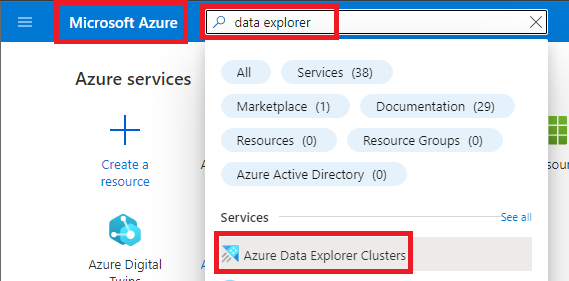 Microsoft Azure
data explorer
Azure services
All
Services (38)
Marketplace (1)
Documentation (29)
Resources (0)
Resource Groups (0)
Azure Active Directory (0)
Create a
resource
Services
See all
Azure Data Explorer Clusters
Azure Digital
Twins